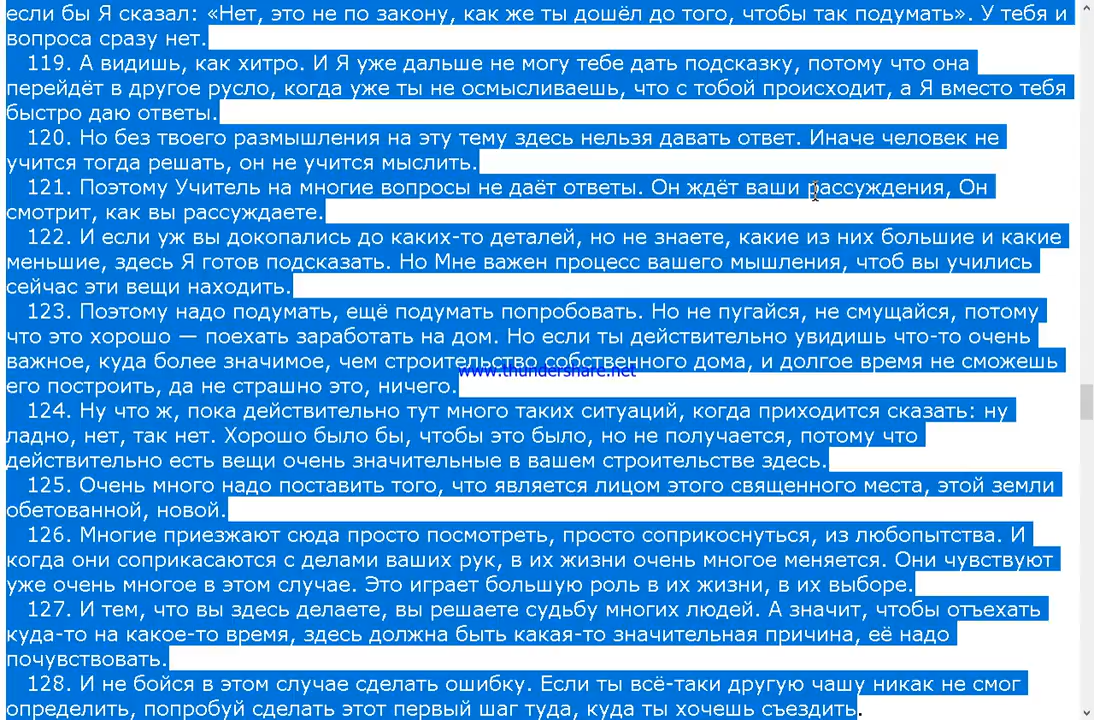 если бы Я сказал: «Нет, это не по закону, как же ты дошёл до того, чтобы так подумать». У тебя и
вопроса сразу нет.
119. А видишь, как хитро. И Я уже дальше не могу тебе дать подсказку, потому что она
перейдёт в другое русло, когда уже ты не осмысливаешь, что с тобой происходит, а Я вместо тебя
быстро даю ответы.
120. Но без твоего размышления на эту тему здесь нельзя давать ответ. Иначе человек не
учится тогда решать, он не учится мыслить.
121. Поэтому Учитель на многие вопросы не даёт ответы. Он ждёт ваши рассуждения, Он
смотрит, как вы рассуждаете.
122. И если уж вы докопались до каких-то деталей, но не знаете, какие из них большие и какие
меньшие, здесь Я готов подсказать. Но Мне важен процесс вашего мышления, чтоб вы учились
сейчас эти вещи находить.
123. Поэтому надо подумать, ещё подумать попробовать. Но не пугайся, не смущайся, потому
что это хорошо — поехать заработать на дом. Но если ты действительно увидишь что-то очень
важное, куда более значимое, чем строительство собственного дома, и долгое время не сможешь
www.thundershare.net
его построить, да не страшно это, ничего.
124. Ну что ж, пока действительно тут много таких ситуаций, когда приходится сказать: ну
ладно, нет, так нет. Хорошо было бы, чтобы это было, но не получается, потому что
действительно есть вещи очень значительные в вашем строительстве здесь.
125. Очень много надо поставить того, что является лицом этого священного места, этой земли
обетованной, новой.
126. Многие приезжают сюда просто посмотреть, просто соприкоснуться, из любопытства. И
когда они соприкасаются с делами ваших рук, в их жизни очень многое меняется. Они чувствуют
уже очень многое в этом случае. Это играет большую роль в их жизни, в их выборе.
127. И тем, что вы здесь делаете, вы решаете судьбу многих людей. А значит, чтобы отъехать
куда-то на какое-то время, здесь должна быть какая-то значительная причина, её надо
почувствовать.
128. И не бойся в этом случае сделать ошибку. Если ты всё-таки другую чашу никак не смог
определить, попробуй сделать этот первый шаг туда, куда ты хочешь съездить.